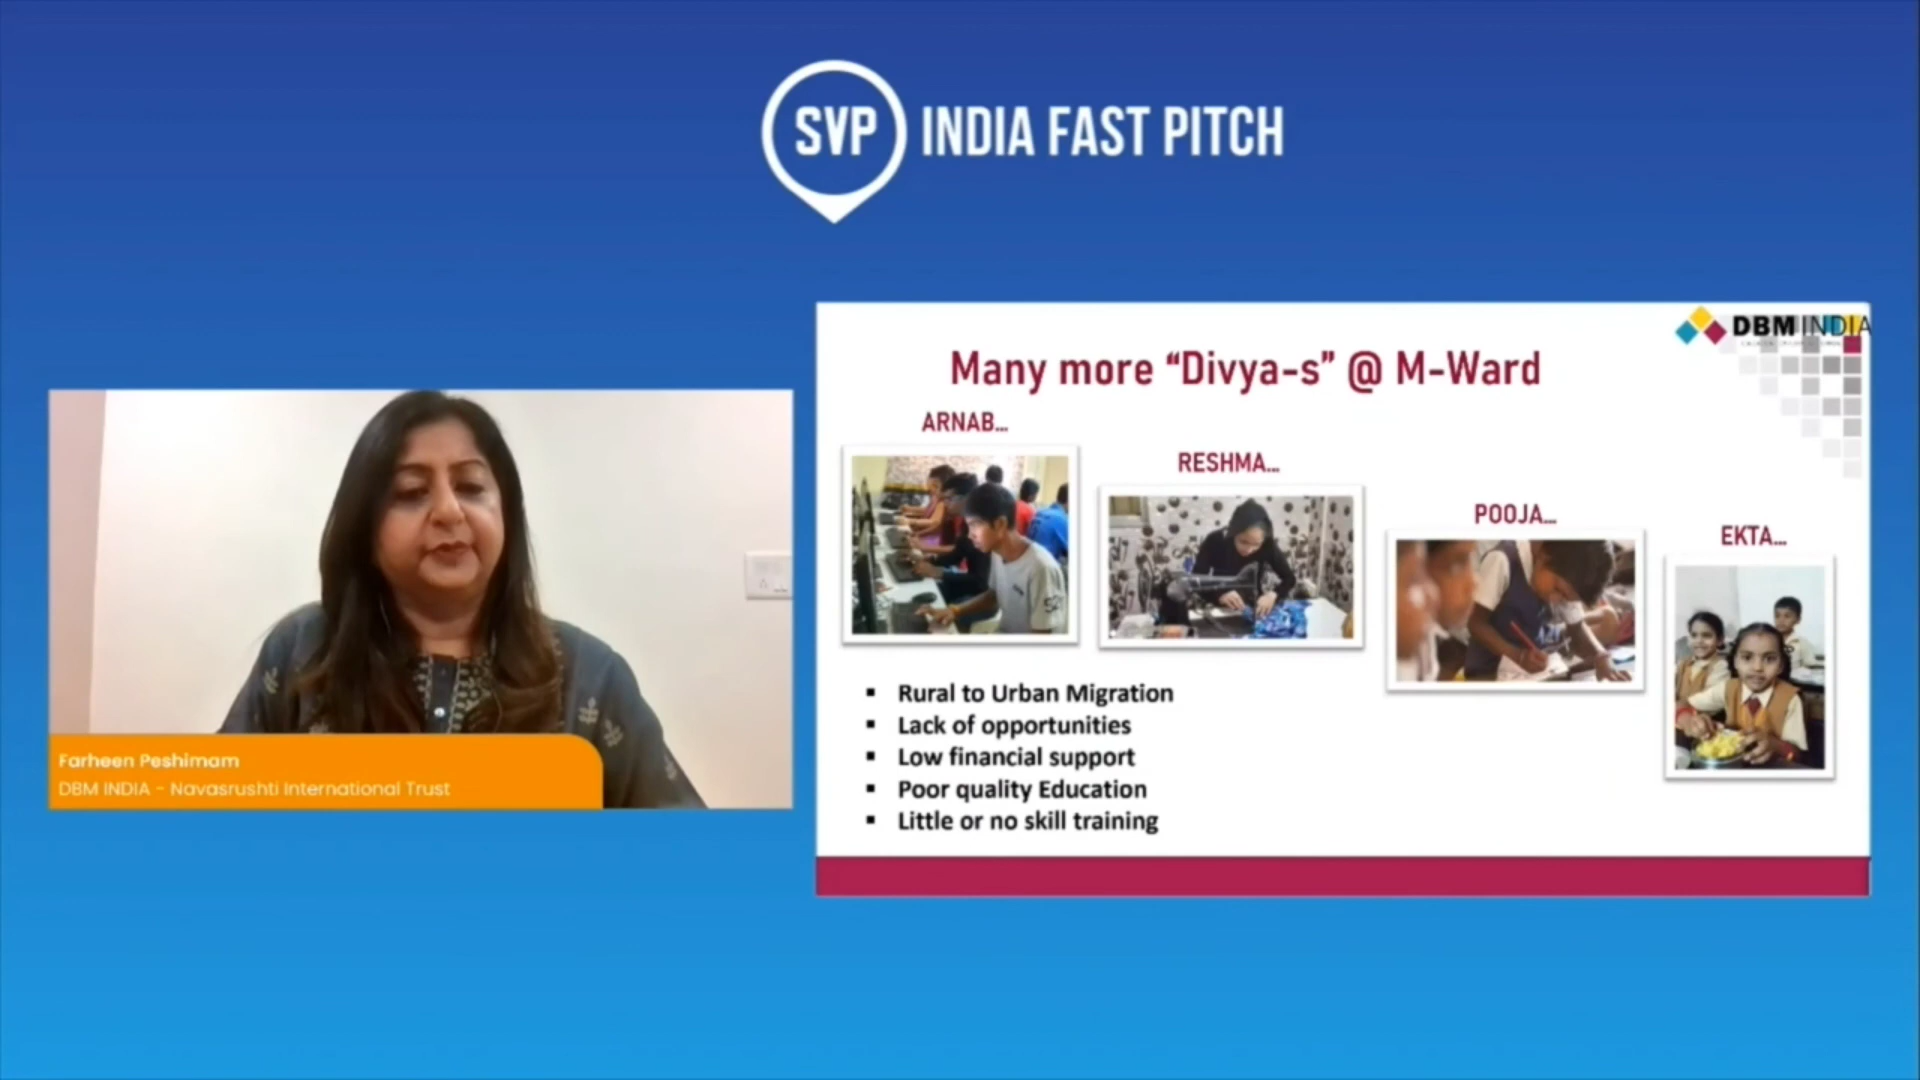 SVP INDIA FAST PITCH
DBM INDIA
Many more “Divya-s” @ M-Ward
ARNAB...
RESHMA...
POOJA...
EKTA...
▪ Rural to Urban Migration
▪ Lack of opportunities
▪ Low financial support
▪ Poor quality Education
▪ Little or no skill training
Farheen Peshimam
DBM INDIA - Navasrushti International Trust